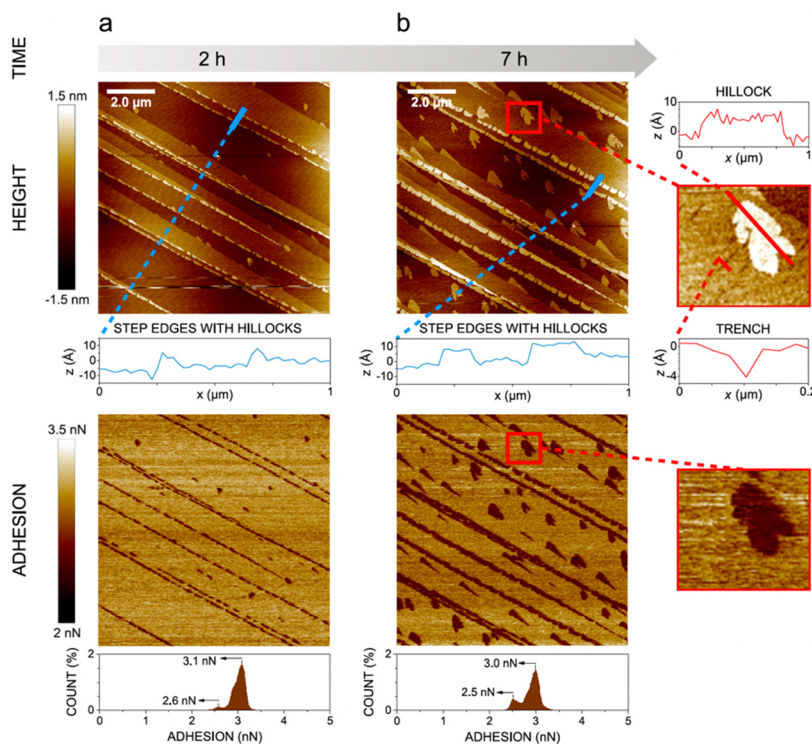 a
b
TIME
2 h
7 h
HEIGHT
1.5 nm
-1.5 nm
2.0 µm
2.0 µm
HILLOCK
z (Å)
10
0
0
x (µm)
1
STEP EDGES WITH HILLOCKS
z (Å)
10
0
-10
0
x (µm)
1
STEP EDGES WITH HILLOCKS
z (Å)
10
0
-10
0
x (µm)
1
TRENCH
z (Å)
0
-4
0
x (µm)
0.2
ADHESION
3.5 nN
2 nN
COUNT (%)
2
0
3.1 nN
2.6 nN
0 1 2 3 4 5
ADHESION (nN)
COUNT (%)
2
0
3.0 nN
2.5 nN
0 1 2 3 4 5
ADHESION (nN)